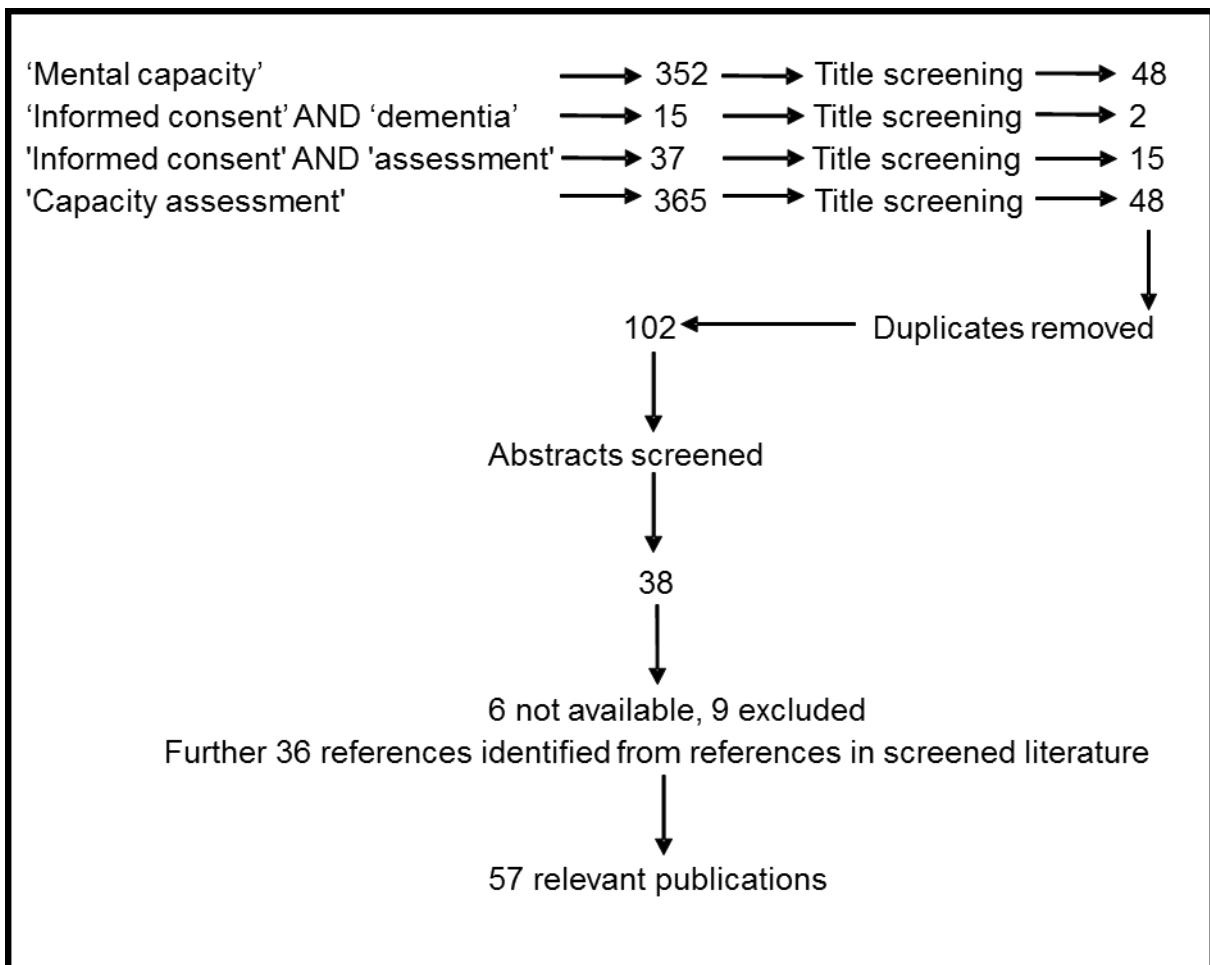 ‘Mental capacity’ 352 Title screening 48
‘Informed consent’ AND ‘dementia’ 15 Title screening 2
'Informed consent' AND 'assessment' 37 Title screening 15
'Capacity assessment' 365 Title screening 48
102 Duplicates removed
Abstracts screened
38
6 not available, 9 excluded
Further 36 references identified from references in screened literature
57 relevant publications